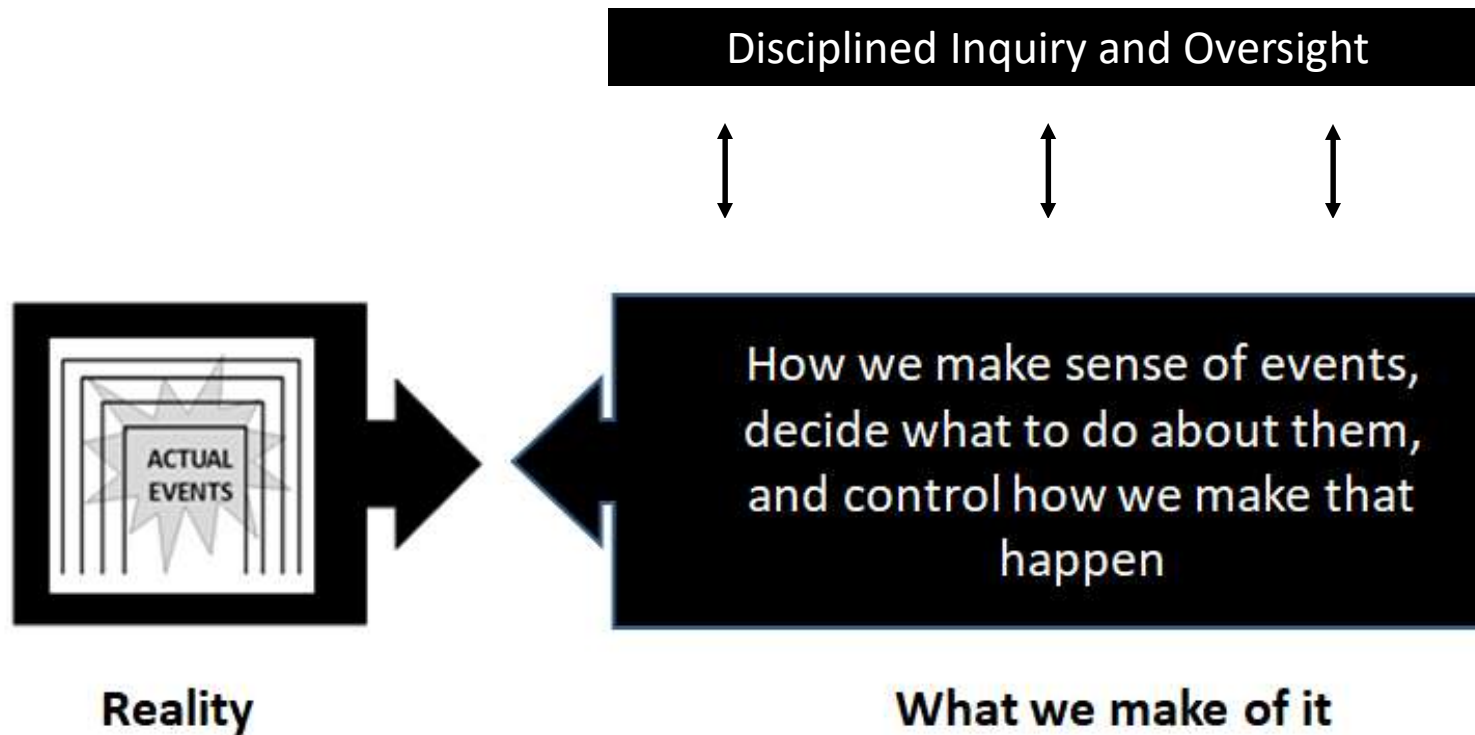 Disciplined Inquiry and Oversight
ACTUAL
EVENTS
How we make sense of events,
decide what to do about them,
and control how we make that
happen
Reality
What we make of it